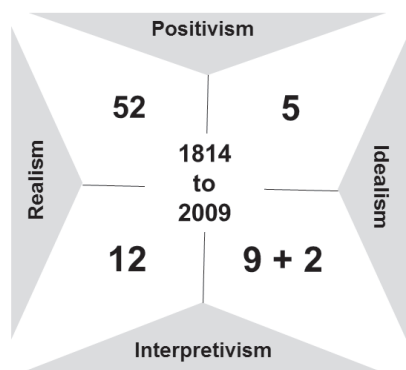 Positivism
52
5
Realism
1814
to
2009
Idealism
12
9 + 2
Interpretivism